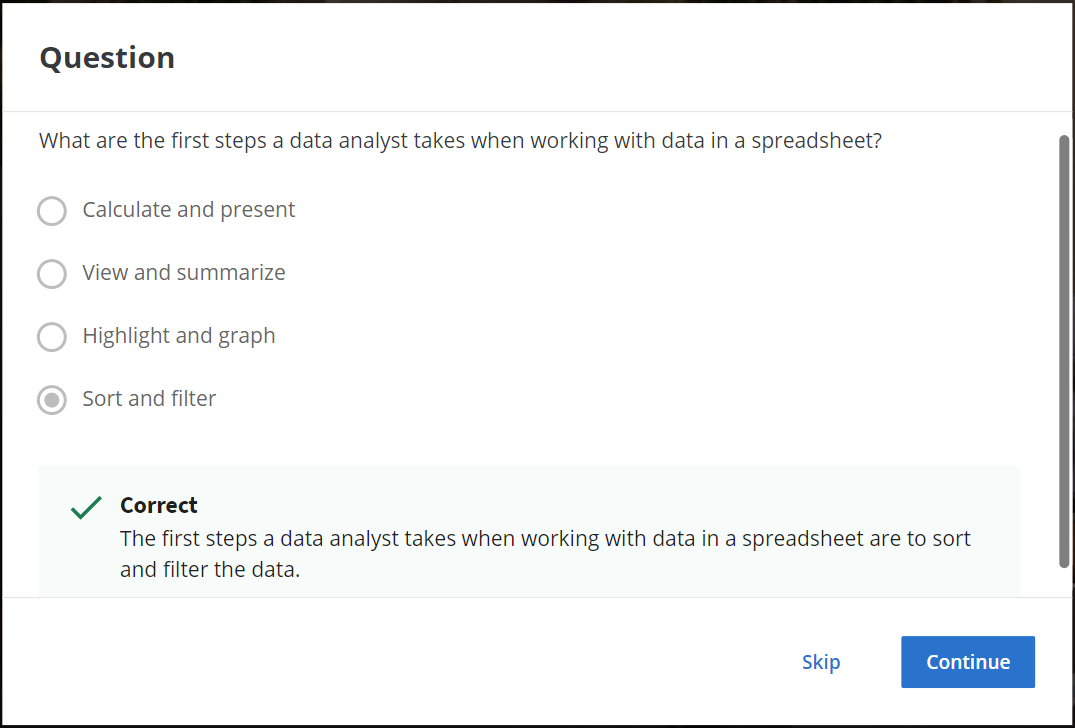 Question
What are the first steps a data analyst takes when working with data in a spreadsheet?
Calculate and present
View and summarize
Highlight and graph
Sort and filter
Correct
The first steps a data analyst takes when working with data in a spreadsheet are to sort
and filter the data.
Skip
Continue